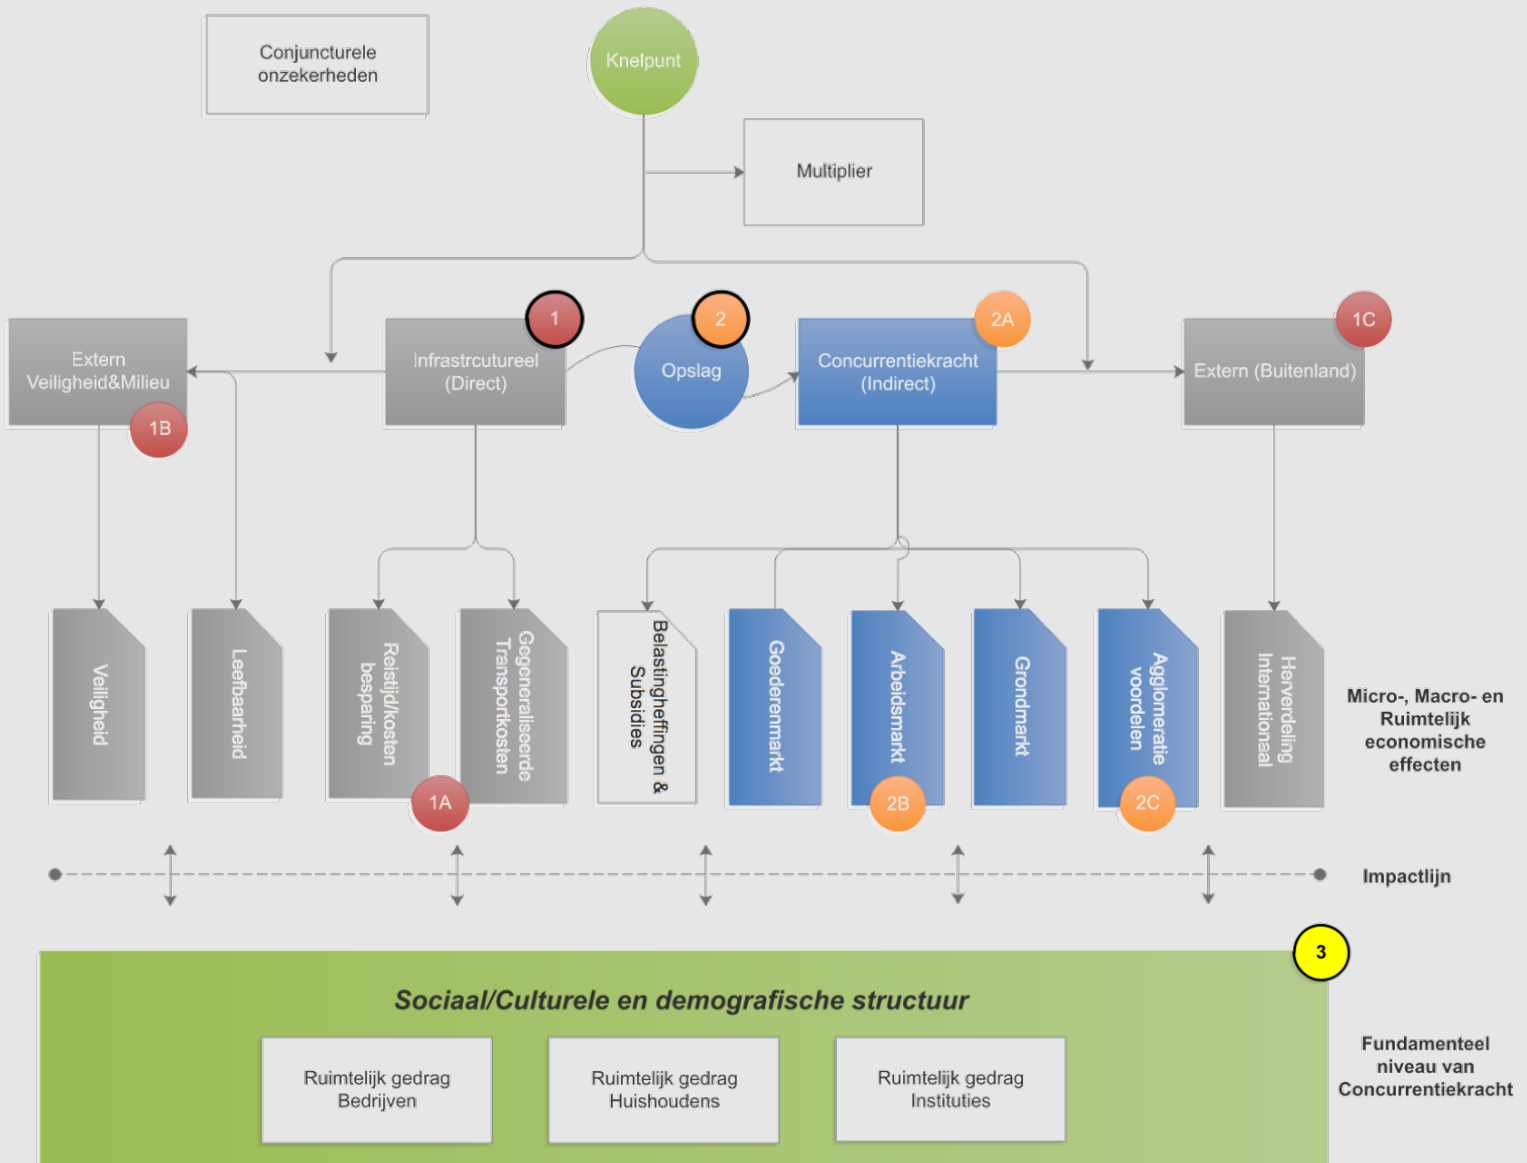 Conjuncturele
onzekerheden
Knelpunt
Multiplier
1
2
2A
1C
Extern
Veiligheid&Milieu
1B
Infrastrcutureel
(Direct)
Opslag
Concurrentiekracht
(Indirect)
Extern (Buitenland)
Veiligheid
Leefbaarheid
Reistijd/kosten
besparing
Gegeneraliseerde
Transportkosten
1A
Belastingheffingen &
Subsidies
Goederenmarkt
Arbeidsmarkt
2B
Grondmarkt
Agglomeratie
voordelen
2C
Herverdeling
Internationaal
Micro-, Macro- en
Ruimtelijk
economische
effecten
Impactlijn
3
Sociaal/Culturele en demografische structuur
Ruimtelijk gedrag
Bedrijven
Ruimtelijk gedrag
Huishoudens
Ruimtelijk gedrag
Instituties
Fundamenteel
niveau van
Concurrentiekracht